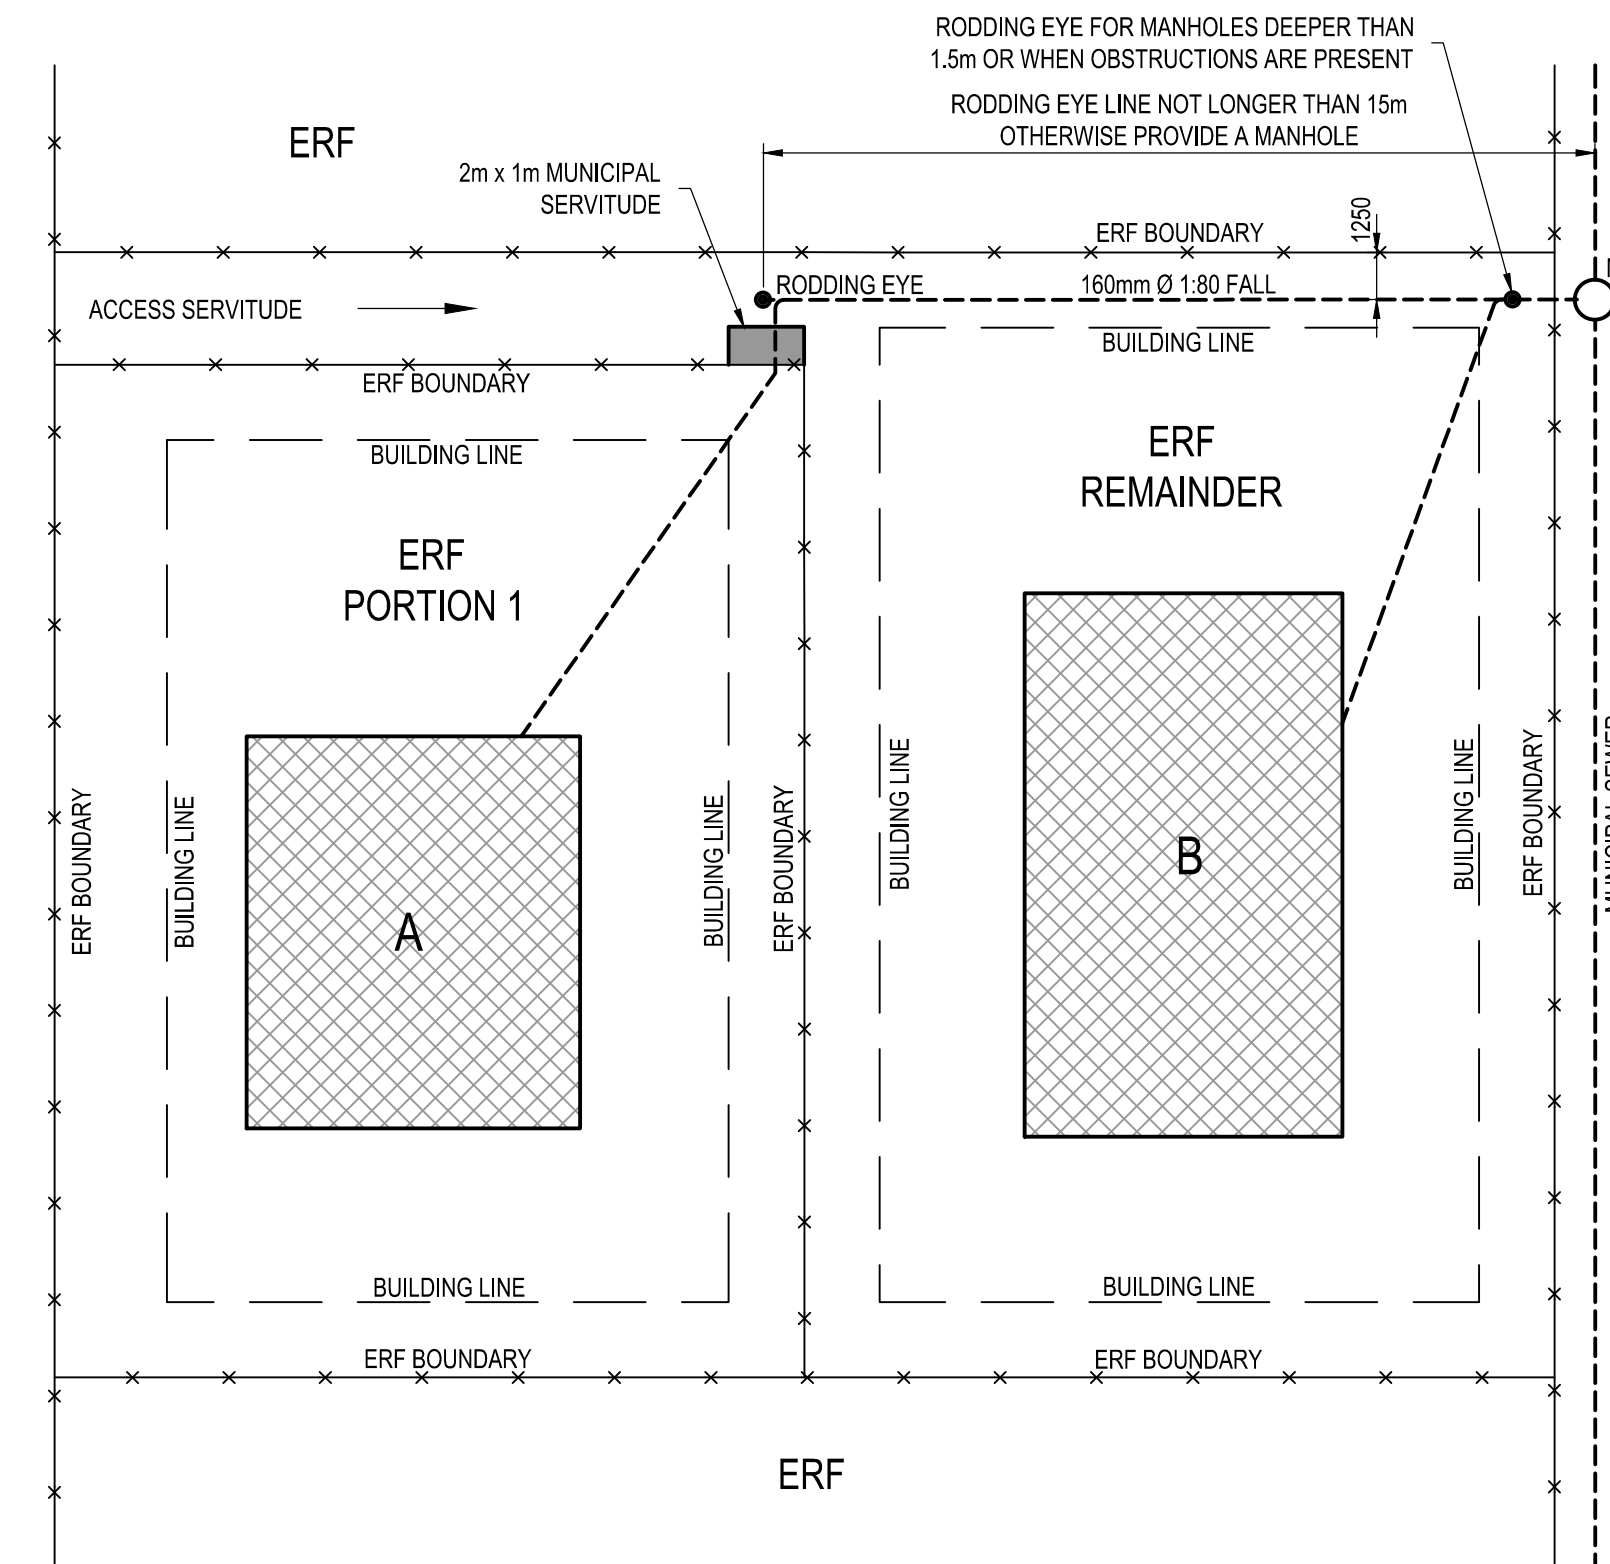 RODDING EYE FOR MANHOLES DEEPER THAN
1.5m OR WHEN OBSTRUCTIONS ARE PRESENT
RODDING EYE LINE NOT LONGER THAN 15m
OTHERWISE PROVIDE A MANHOLE
ERF
2m x 1m MUNICIPAL
SERVITUDE
1250
ERF BOUNDARY
RODDING EYE
160mm Ø 1:80 FALL
ACCESS SERVITUDE
BUILDING LINE
ERF BOUNDARY
BUILDING LINE
ERF
REMAINDER
ERF
PORTION 1
ERF BOUNDARY
BUILDING LINE
BUILDING LINE
ERF BOUNDARY
BUILDING LINE
BUILDING LINE
ERF BOUNDARY
MUNICIPAL SEWER
A
B
BUILDING LINE
BUILDING LINE
ERF BOUNDARY
ERF BOUNDARY
ERF